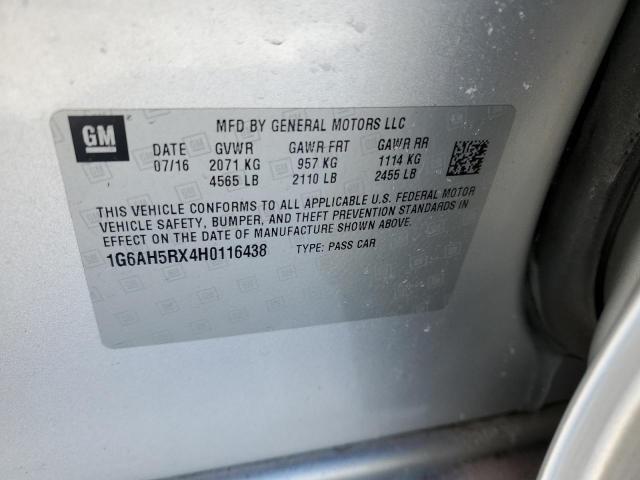 GM
MFD BY GENERAL MOTORS LLC
DATE GVWR GAWR FRT GAWR RR
07/16 2071 KG 957 KG 1114 KG
4565 LB 2110 LB 2455 LB
THIS VEHICLE CONFORMS TO ALL APPLICABLE U.S. FEDERAL MOTOR
VEHICLE SAFETY, BUMPER, AND THEFT PREVENTION STANDARDS IN
EFFECT ON THE DATE OF MANUFACTURE SHOWN ABOVE.
1G6AH5RX4H0116438 TYPE: PASS CAR